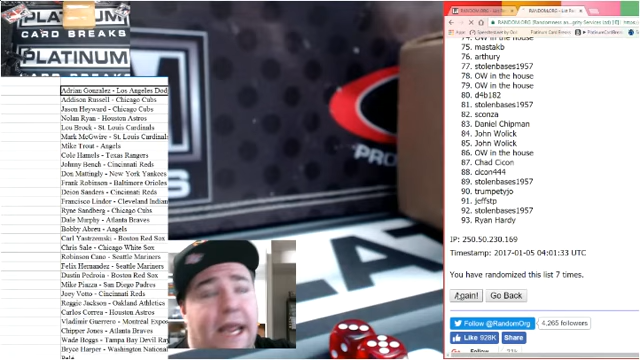 PLATINUM
CARD BREAKS
PLATINUM
CARD BREAKS
PLATINUM
Adrian Gonzalez - Los Angeles Dod
Addison Russell - Chicago Cubs
Jason Heyward - Chicago Cubs
Nolan Ryan - Houston Astros
Lou Brock - St. Louis Cardinals
Mark McGwire - St. Louis Cardinals
Mike Trout - Angels
Cole Hamels - Texas Rangers
Johnny Bench - Cincinnati Reds
Don Mattingly - New York Yankees
Frank Robinson - Baltimore Orioles
Deion Sanders - Cincinnati Reds
Francisco Lindor - Cleveland Indian
Ryne Sandberg - Chicago Cubs
Dale Murphy - Atlanta Braves
Bobby Abreu - Angels
Carl Yastrzemski - Boston Red Sox
Chris Sale - Chicago White Sox
Robinson Cano - Seattle Mariners
Felix Hernandez - Seattle Mariners
Dustin Pedroia - Boston Red Sox
Mike Piazza - San Diego Padres
Joey Votto - Cincinnati Reds
Reggie Jackson - Oakland Athletics
Carlos Correa - Houston Astros
Vladimir Guerrero - Montreal Expos
Chipper Jones - Atlanta Braves
Wade Boggs - Tampa Bay Devil Ray
Bryce Harper - Washington National
Pele
PRO
74. OW in the house
75. mastakb
76. arthury
77. stolenbases1957
78. OW in the house
79. OW in the house
80. d4b182
81. stolenbases1957
82. sconza
83. Daniel Chipman
84. John Wolick
85. John Wolick
86. OW in the house
87. Chad Cicon
88. cicon444
89. stolenbases1957
90. trumpetyjo
91. jeffstp
92. stolenbases1957
93. Ryan Hardy
IP: 250.50.230.169
Timestamp: 2017-01-05 04:01:33 UTC
You have randomized this list 7 times.
Again!
Go Back
Follow @RandomOrg
4,265 followers
Like 928K
Share